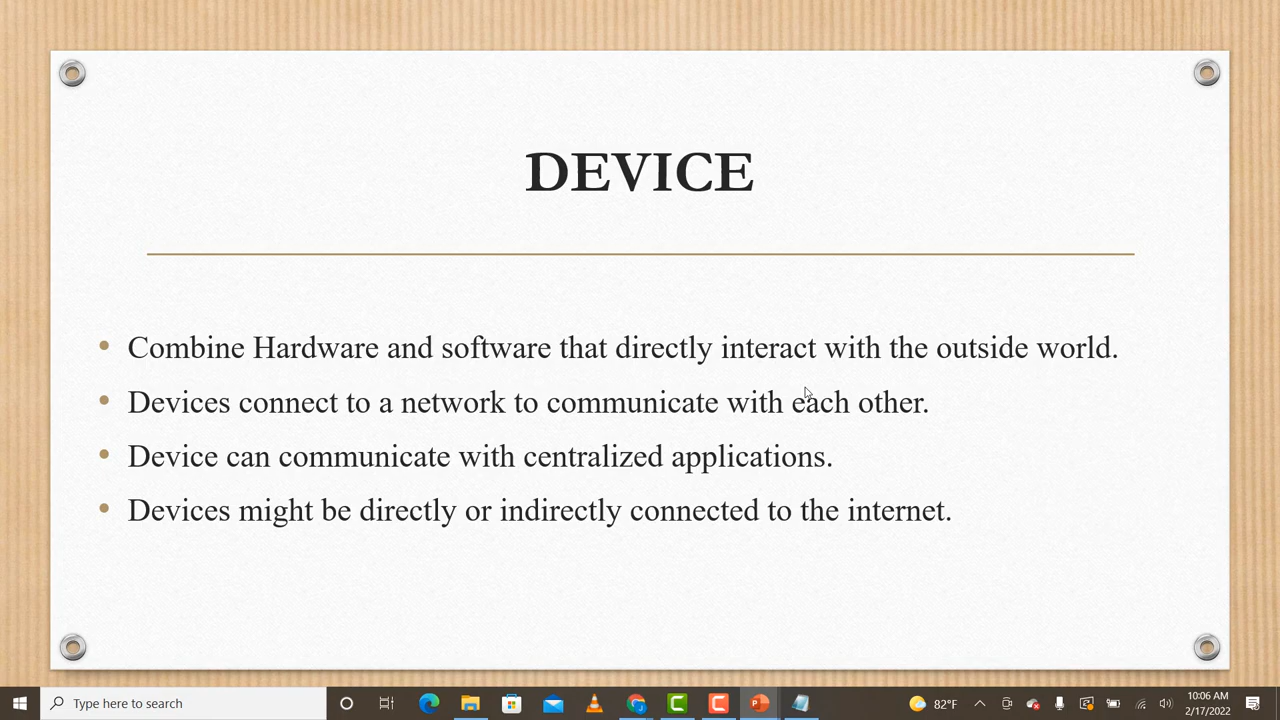 DEVICE
• Combine Hardware and software that directly interact with the outside world.
• Devices connect to a network to communicate with each other.
• Device can communicate with centralized applications.
• Devices might be directly or indirectly connected to the internet.
Type here to search
82°F
10:06 AM
2/17/2022